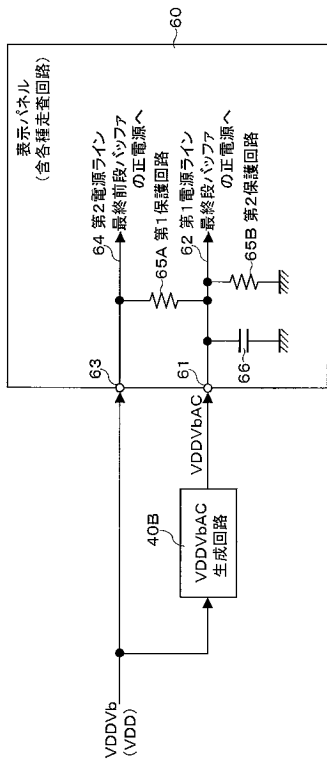 60
表示パネル
(含各種走査回路)
64 第2電源ライン
最終前段バッファ
への正電源へ
63
65A 第1保護回路
62 第1電源ライン
最終段バッファ
への正電源へ
61
65B 第2保護回路
66
VDDVbAC
40B
VDDVbAC
生成回路
VDDVb
(VDD)